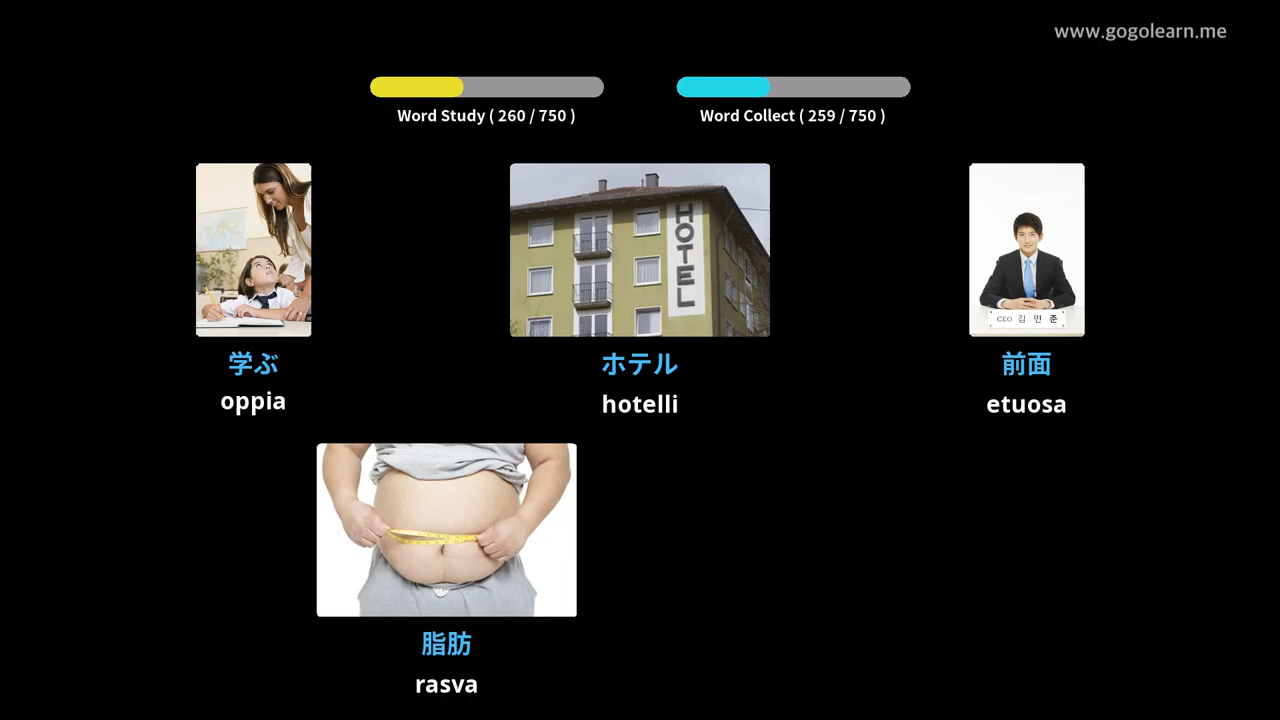 www.gogolearn.me
Word Study ( 260 / 750 )
Word Collect ( 259 / 750 )
HOTEL
CEO 김 민 준
学ぶ
ホテル
前面
oppia
hotelli
etuosa
脂肪
rasva